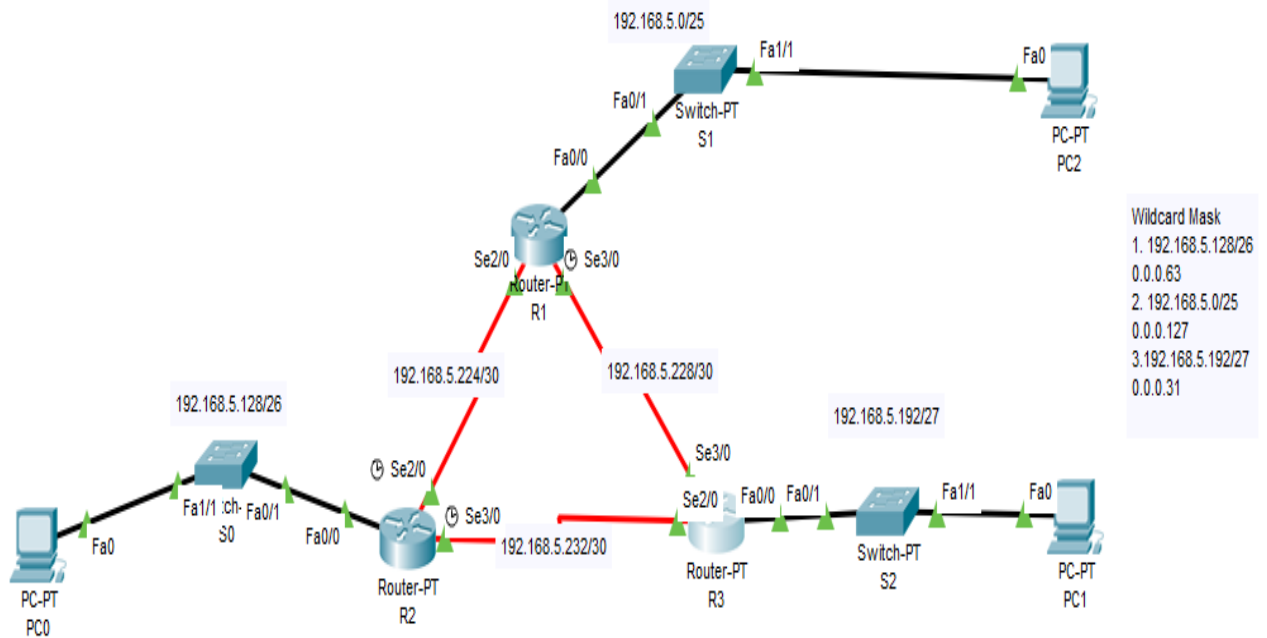 192.168.5.0/25
Fa1/1
Fa0
Fa0/1
Switch-PT
S1
PC-PT
PC2
Fa0/0
Wildcard Mask
1. 192.168.5.128/26
0.0.0.63
2. 192.168.5.0/25
0.0.0.127
3.192.168.5.192/27
0.0.0.31
Se2/0
Se3/0
Router-PT
R1
192.168.5.224/30
192.168.5.228/30
192.168.5.128/26
192.168.5.192/27
Se2/0
Se3/0
Fa1/1
Fa0/1
S0
Fa0/0
Se3/0
Se2/0
Fa0/0
Fa0/1
Fa1/1
Fa0
Fa0
192.168.5.232/30
Switch-PT
S2
Router-PT
R2
Router-PT
R3
PC-PT
PC1
PC-PT
PC0